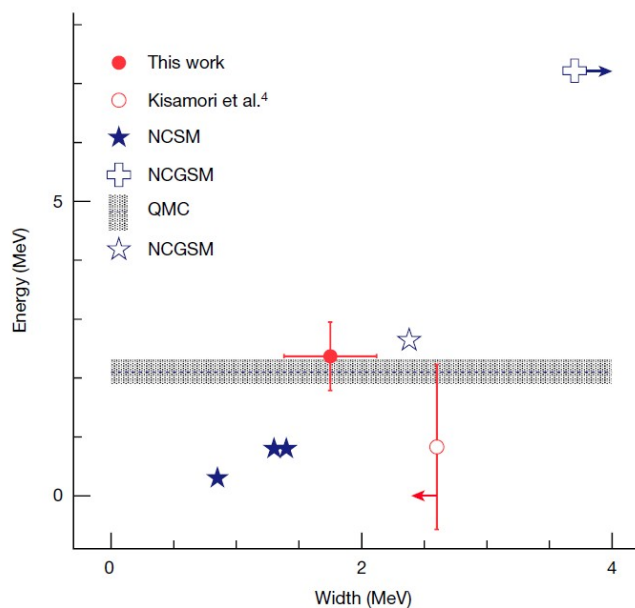 This work
Kisamori et al.⁴
NCSM
NCGSM
QMC
NCGSM
5
0
Energy (MeV)
0
2
4
Width (MeV)